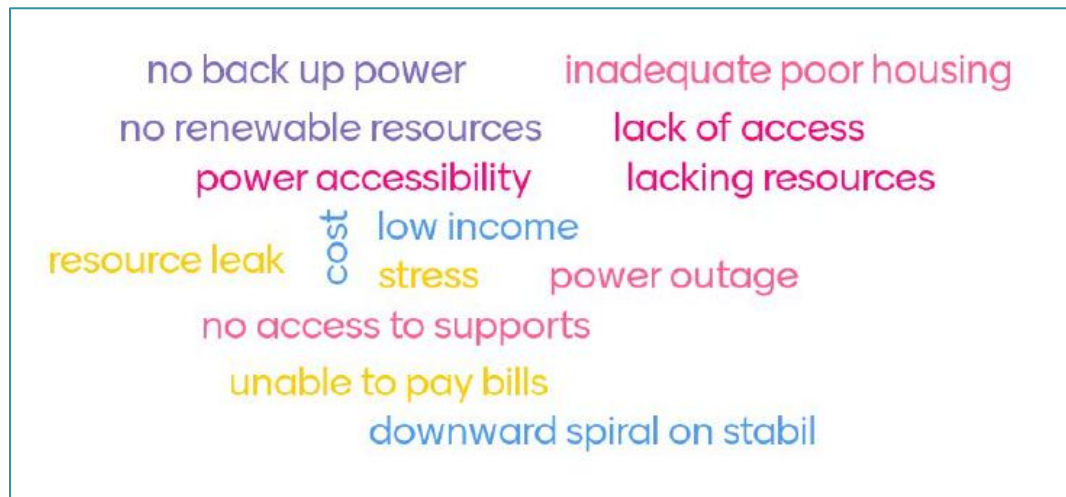 no back up power
inadequate poor housing
no renewable resources
lack of access
power accessibility
lacking resources
cost
low income
resource leak
stress
power outage
no access to supports
unable to pay bills
downward spiral on stabil